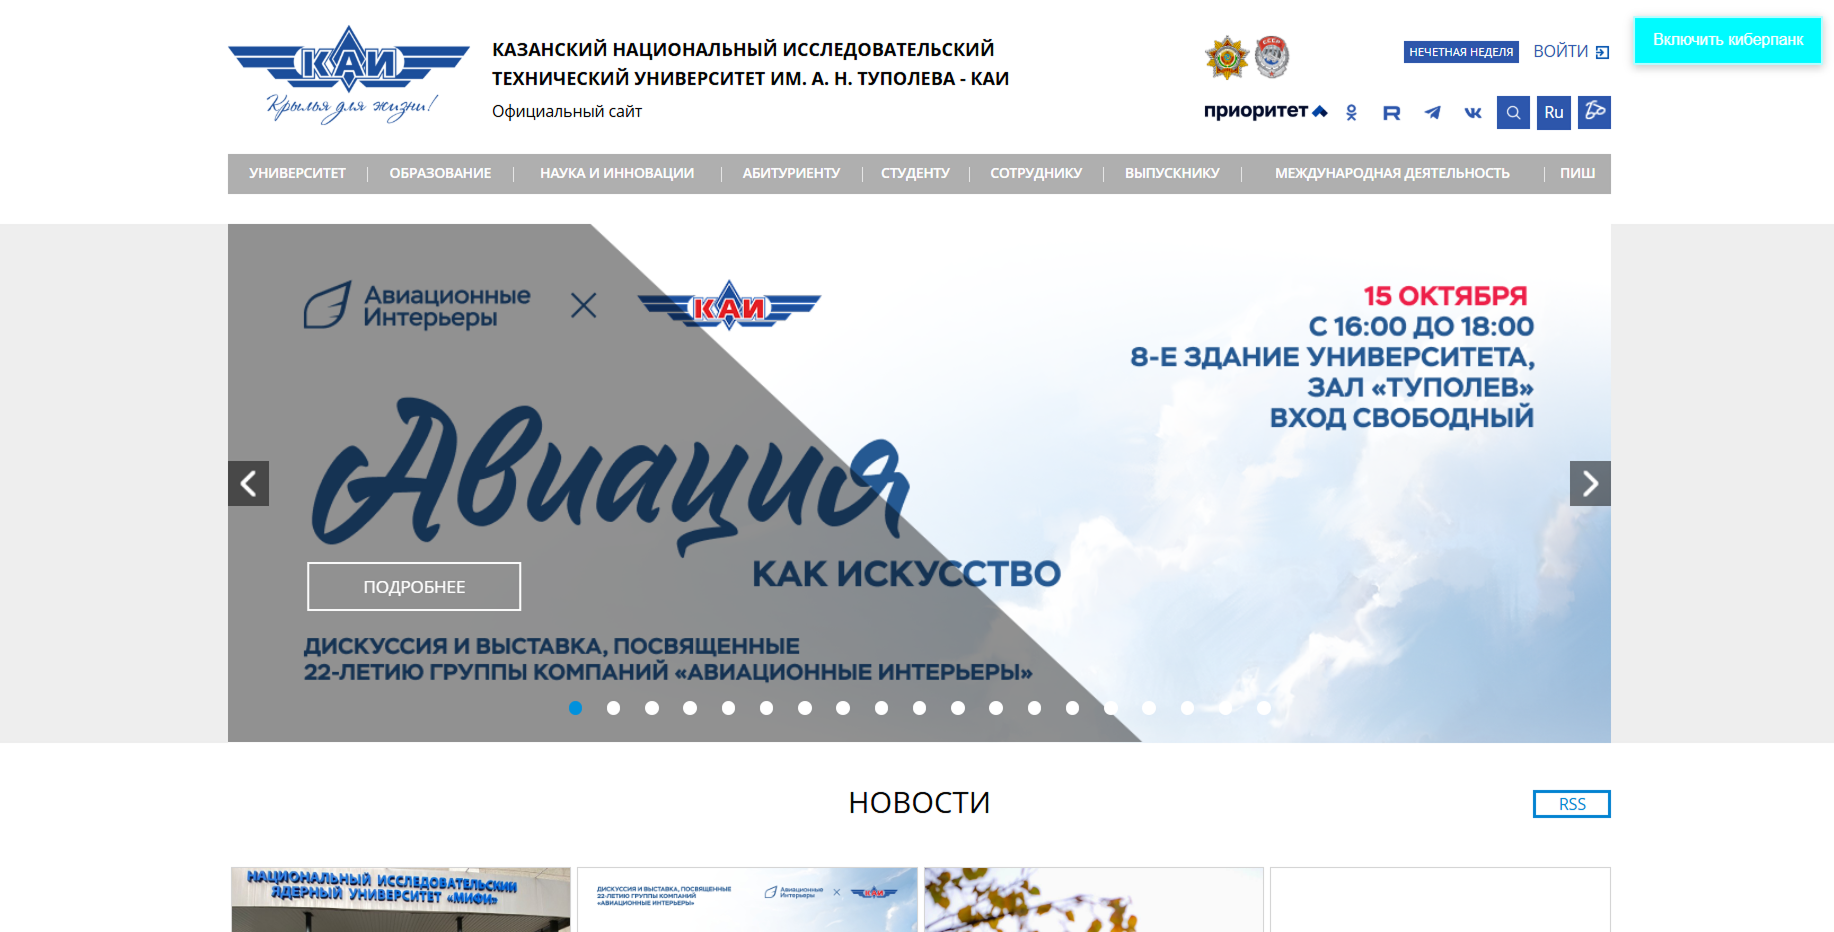 КАИ
Крылья для жизни!
КАЗАНСКИЙ НАЦИОНАЛЬНЫЙ ИССЛЕДОВАТЕЛЬСКИЙ
ТЕХНИЧЕСКИЙ УНИВЕРСИТЕТ ИМ. А. Н. ТУПОЛЕВА - КАИ
Официальный сайт
НЕЧЕТНАЯ НЕДЕЛЯ
ВОЙТИ
Включить киберпанк
приоритет
Ru
УНИВЕРСИТЕТ
ОБРАЗОВАНИЕ
НАУКА И ИННОВАЦИИ
АБИТУРИЕНТУ
СТУДЕНТУ
СОТРУДНИКУ
ВЫПУСКНИКУ
МЕЖДУНАРОДНАЯ ДЕЯТЕЛЬНОСТЬ
ПИШ
Авиационные
Интерьеры
КАИ
15 ОКТЯБРЯ
С 16:00 ДО 18:00
8-Е ЗДАНИЕ УНИВЕРСИТЕТА,
ЗАЛ «ТУПОЛЕВ»
ВХОД СВОБОДНЫЙ
Авиация
КАК ИСКУССТВО
ПОДРОБНЕЕ
ДИСКУССИЯ И ВЫСТАВКА, ПОСВЯЩЕННЫЕ
22-ЛЕТИЮ ГРУППЫ КОМПАНИЙ «АВИАЦИОННЫЕ ИНТЕРЬЕРЫ»
НОВОСТИ
RSS
НАЦИОНАЛЬНЫЙ ИССЛЕДОВАТЕЛЬСКИЙ
ЯДЕРНЫЙ УНИВЕРСИТЕТ «МИФИ»
ДИСКУССИЯ И ВЫСТАВКА, ПОСВЯЩЕННЫЕ
22-ЛЕТИЮ ГРУППЫ КОМПАНИЙ
«АВИАЦИОННЫЕ ИНТЕРЬЕРЫ»
Авиационные
Интерьеры
КАИ